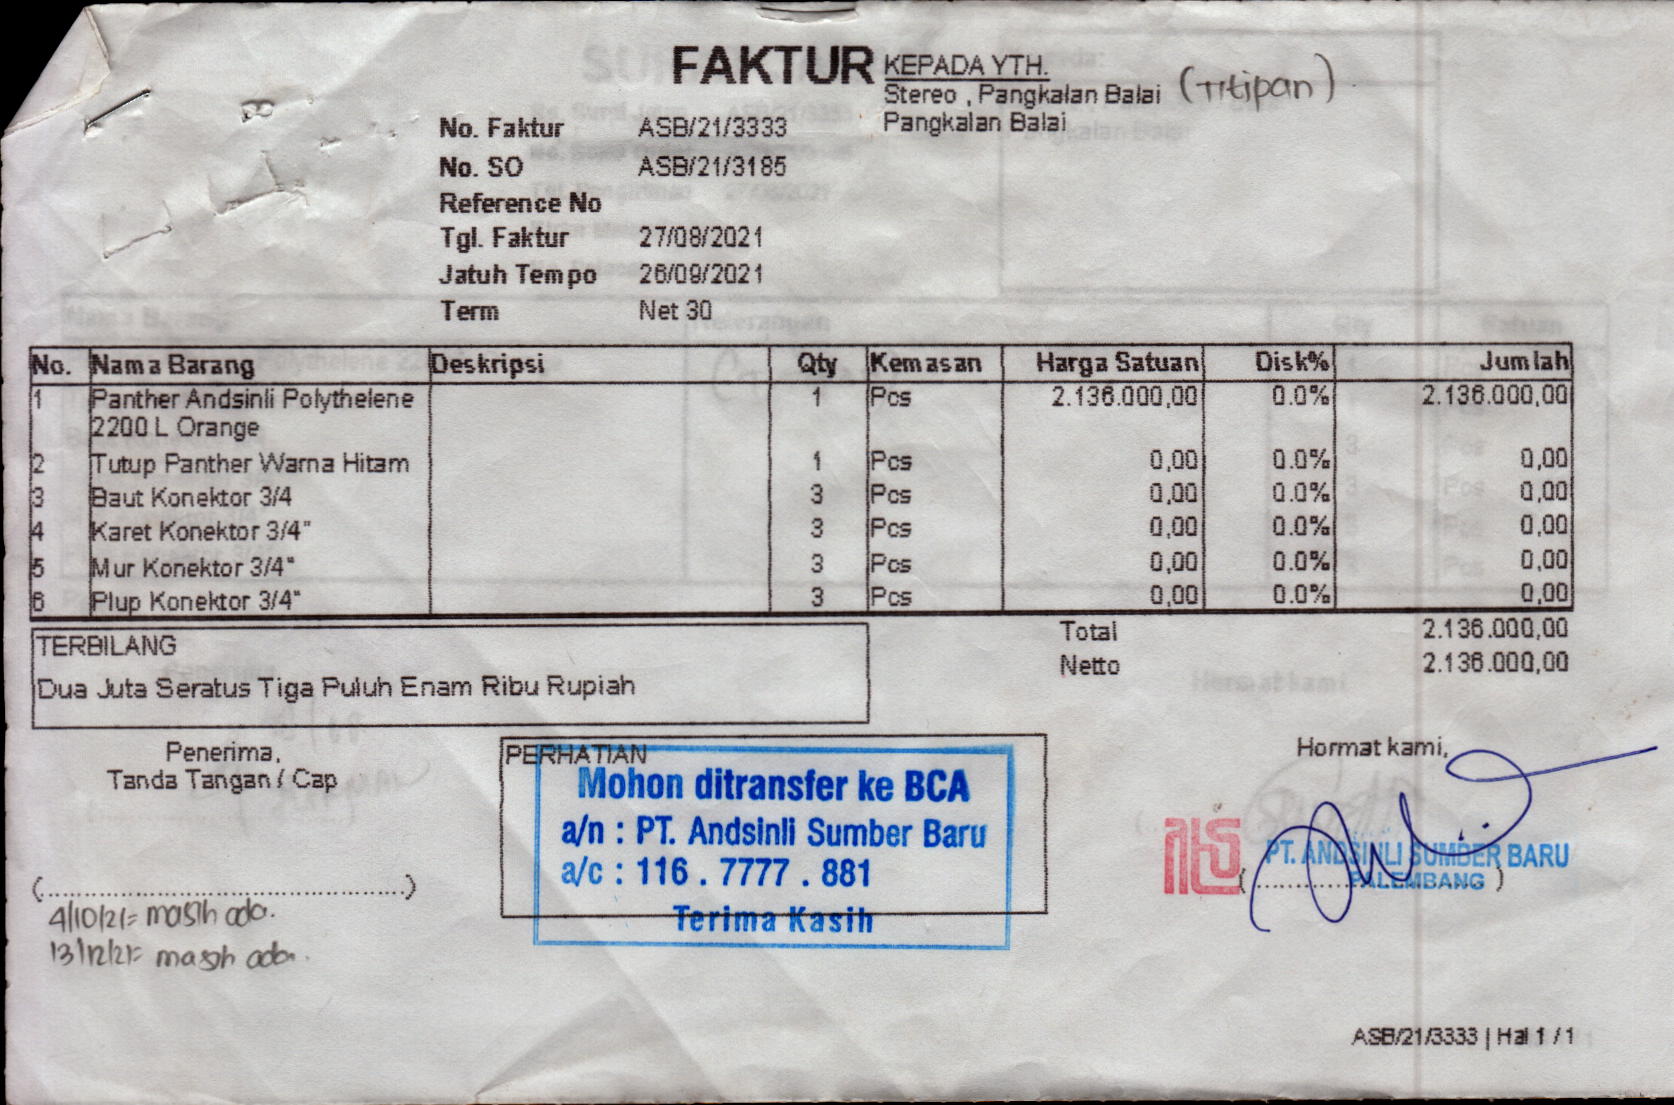 FAKTUR
KEPADA YTH.
Stereo , Pangkalan Balai (Titipan)
Pangkalan Balai
No. Faktur ASB/21/3333
No. SO ASB/21/3185
Reference No
Tgl. Faktur 27/08/2021
Jatuh Tempo 26/09/2021
Term Net 30
No. Nama Barang Deskripsi Qty Kemasan Harga Satuan Disk% Jumlah
1 Panther Andsinli Polythelene 1 Pcs 2.136.000,00 0.0% 2.136.000,00
2200 L Orange
2 Tutup Panther Warna Hitam 1 Pcs 0,00 0.0% 0,00
3 Baut Konektor 3/4 3 Pcs 0,00 0.0% 0,00
4 Karet Konektor 3/4" 3 Pcs 0,00 0.0% 0,00
5 Mur Konektor 3/4" 3 Pcs 0,00 0.0% 0,00
6 Plup Konektor 3/4" 3 Pcs 0,00 0.0% 0,00
Total 2.136.000,00
Netto 2.136.000,00
TERBILANG
Dua Juta Seratus Tiga Puluh Enam Ribu Rupiah
Penerima,
Tanda Tangan / Cap
(..................................................)
4/10/21= masih ada.
13/12/21= masih ada.
PERHATIAN
Mohon ditransfer ke BCA
a/n : PT. Andsinli Sumber Baru
a/c : 116 . 7777 . 881
Terima Kasih
Hormat kami,
PT. ANDSINLI SUMBER BARU
PALEMBANG
ASB/21/3333 | Hal 1 / 1